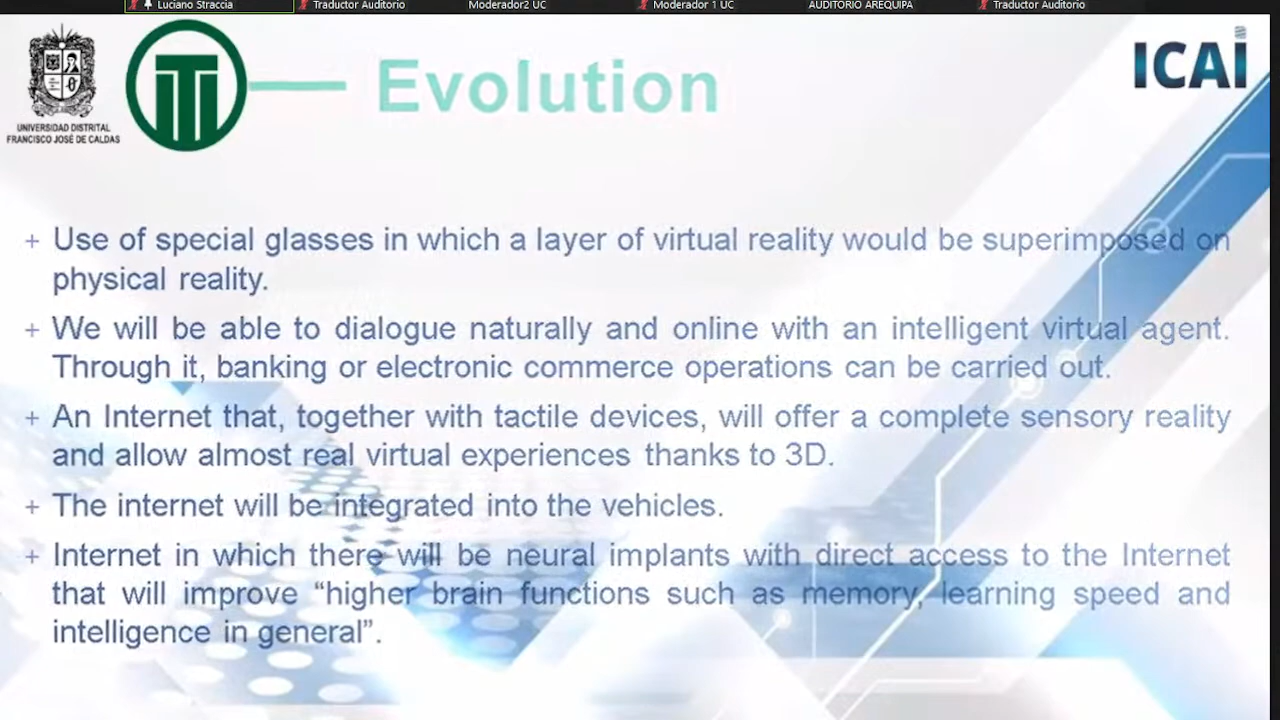 Luciano Straccia
Traductor Auditorio
Moderador2 UC
Moderador 1 UC
AUDITORIO AREQUIPA
Traductor Auditorio
UNIVERSIDAD DISTRITAL
FRANCISCO JOSÉ DE CALDAS
ITI
Evolution
ICAI
+ Use of special glasses in which a layer of virtual reality would be superimposed on
physical reality.
+ We will be able to dialogue naturally and online with an intelligent virtual agent.
Through it, banking or electronic commerce operations can be carried out.
+ An Internet that, together with tactile devices, will offer a complete sensory reality
and allow almost real virtual experiences thanks to 3D.
+ The internet will be integrated into the vehicles.
+ Internet in which there will be neural implants with direct access to the Internet
that will improve “higher brain functions such as memory, learning speed and
intelligence in general”.